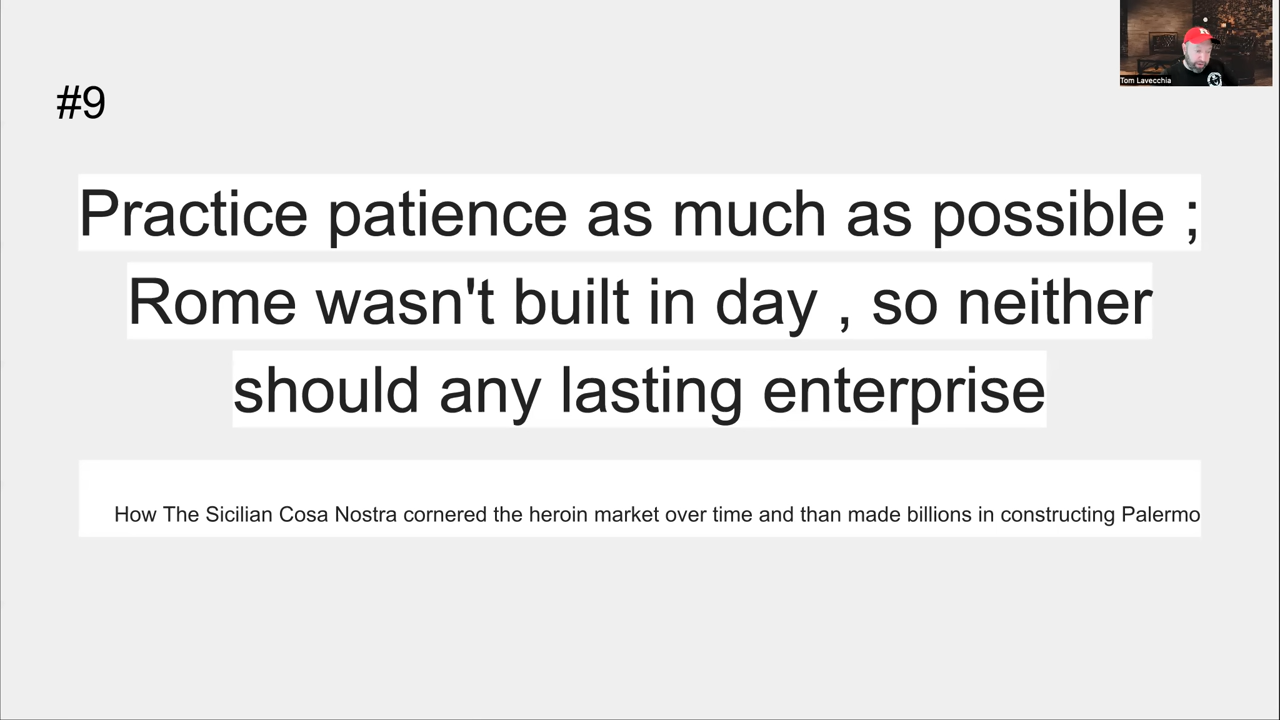 #9
Practice patience as much as possible ;
Rome wasn't built in day , so neither
should any lasting enterprise
How The Sicilian Cosa Nostra cornered the heroin market over time and than made billions in constructing Palermo
Tom Lavecchia